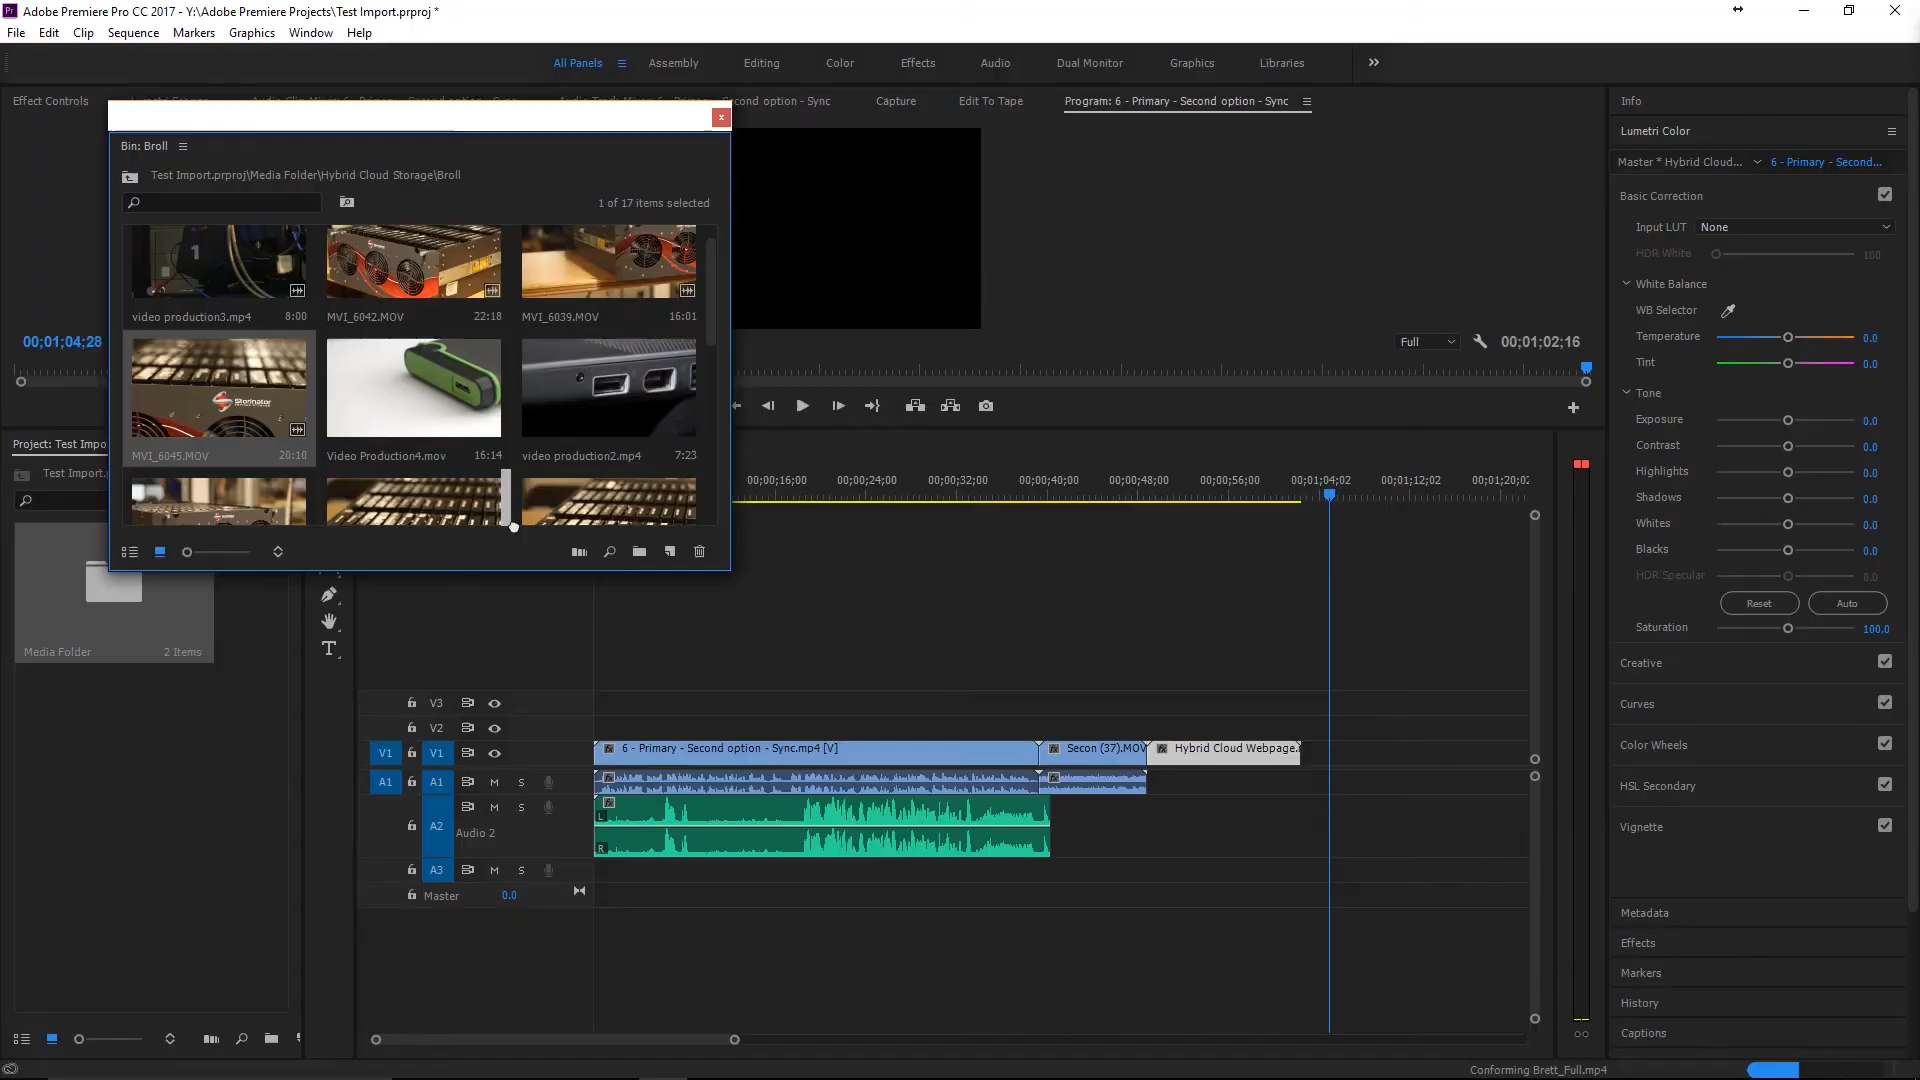 Adobe Premiere Pro CC 2017 - Y:\Adobe Premiere Projects\Test Import.prproj *
File Edit Clip Sequence Markers Graphics Window Help
All Panels Assembly Editing Color Effects Audio Dual Monitor Graphics Libraries
Effect Controls
cond option - Sync Capture Edit To Tape Program: 6 - Primary - Second option - Sync
Info
Lumetri Color
Bin: Broll
Test Import.prproj\Media Folder\Hybrid Cloud Storage\Broll
1 of 17 items selected
video production3.mp4 8:00
MVI_6042.MOV 22:18
MVI_6039.MOV 16:01
Storinator
MVI_6045.MOV 20:10
Video Production4.mov 16:14
video production2.mp4 7:23
00;01;04;28
Full 00;01;02;16
Master * Hybrid Cloud... 6 - Primary - Second...
Basic Correction
Input LUT None
HDR White 100
White Balance
WB Selector
Temperature 0.0
Tint 0.0
Tone
Exposure 0.0
Contrast 0.0
Highlights 0.0
Shadows 0.0
Whites 0.0
Blacks 0.0
HDR Specular 0.0
Reset Auto
Saturation 100.0
Creative
Curves
Color Wheels
HSL Secondary
Vignette
Metadata
Effects
Markers
History
Captions
Project: Test Impo
Test Import.
Media Folder 2 Items
00;00;16;00 00;00;24;00 00;00;32;00 00;00;40;00 00;00;48;00 00;00;56;00 00;01;04;02 00;01;12;02 00;01;20;02
V3
V2
V1 V1 6 - Primary - Second option - Sync.mp4 [V] Secon (37).MOV Hybrid Cloud Webpage.
A1 A1 M S
M S
A2 Audio 2
L
R
A3 M S
Master 0.0
Conforming Brett_Full.mp4